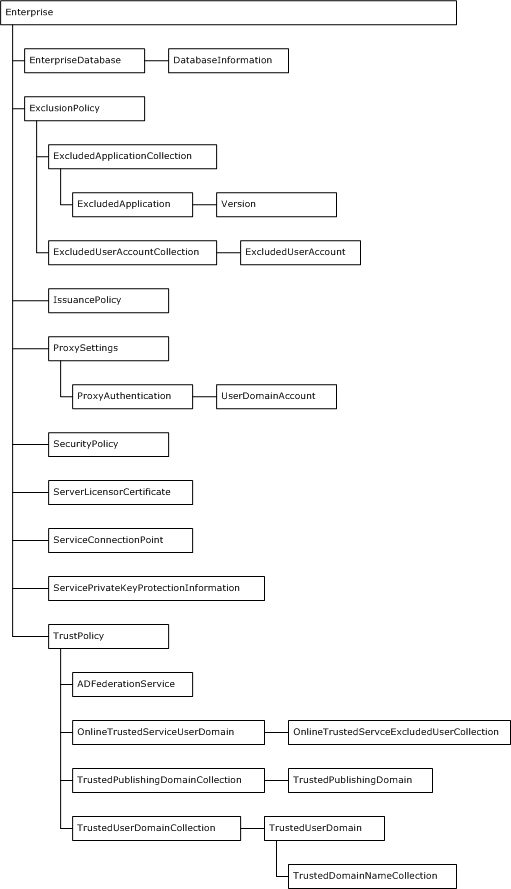 Enterprise
EnterpriseDatabase
DatabaseInformation
ExclusionPolicy
ExcludedApplicationCollection
ExcludedApplication
Version
ExcludedUserAccountCollection
ExcludedUserAccount
IssuancePolicy
ProxySettings
ProxyAuthentication
UserDomainAccount
SecurityPolicy
ServerLicensorCertificate
ServiceConnectionPoint
ServicePrivateKeyProtectionInformation
TrustPolicy
ADFederationService
OnlineTrustedServiceUserDomain
OnlineTrustedServceExcludedUserCollection
TrustedPublishingDomainCollection
TrustedPublishingDomain
TrustedUserDomainCollection
TrustedUserDomain
TrustedDomainNameCollection